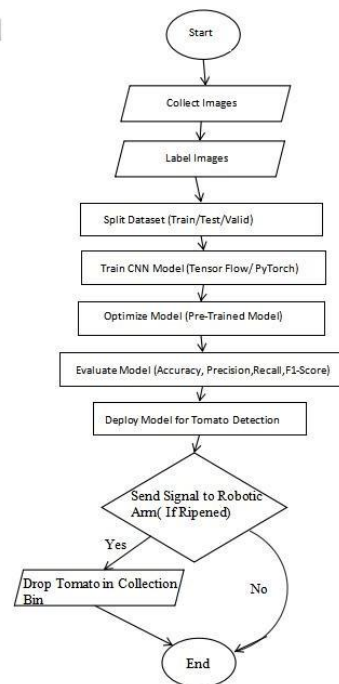 Start
Collect Images
Label Images
Split Dataset (Train/Test/Valid)
Train CNN Model (Tensor Flow/ PyTorch)
Optimize Model (Pre-Trained Model)
Evaluate Model (Accuracy, Precision,Recall,F1-Score)
Deploy Model for Tomato Detection
Send Signal to Robotic
Arm( If Ripened)
Yes
No
Drop Tomato in Collection
Bin
End